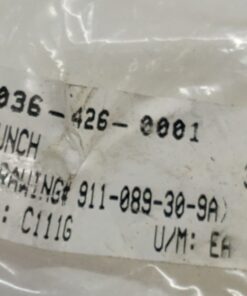 036-426-0001
UNCH
RAWING# 911-089-30-9A)
: C111G U/M: EA